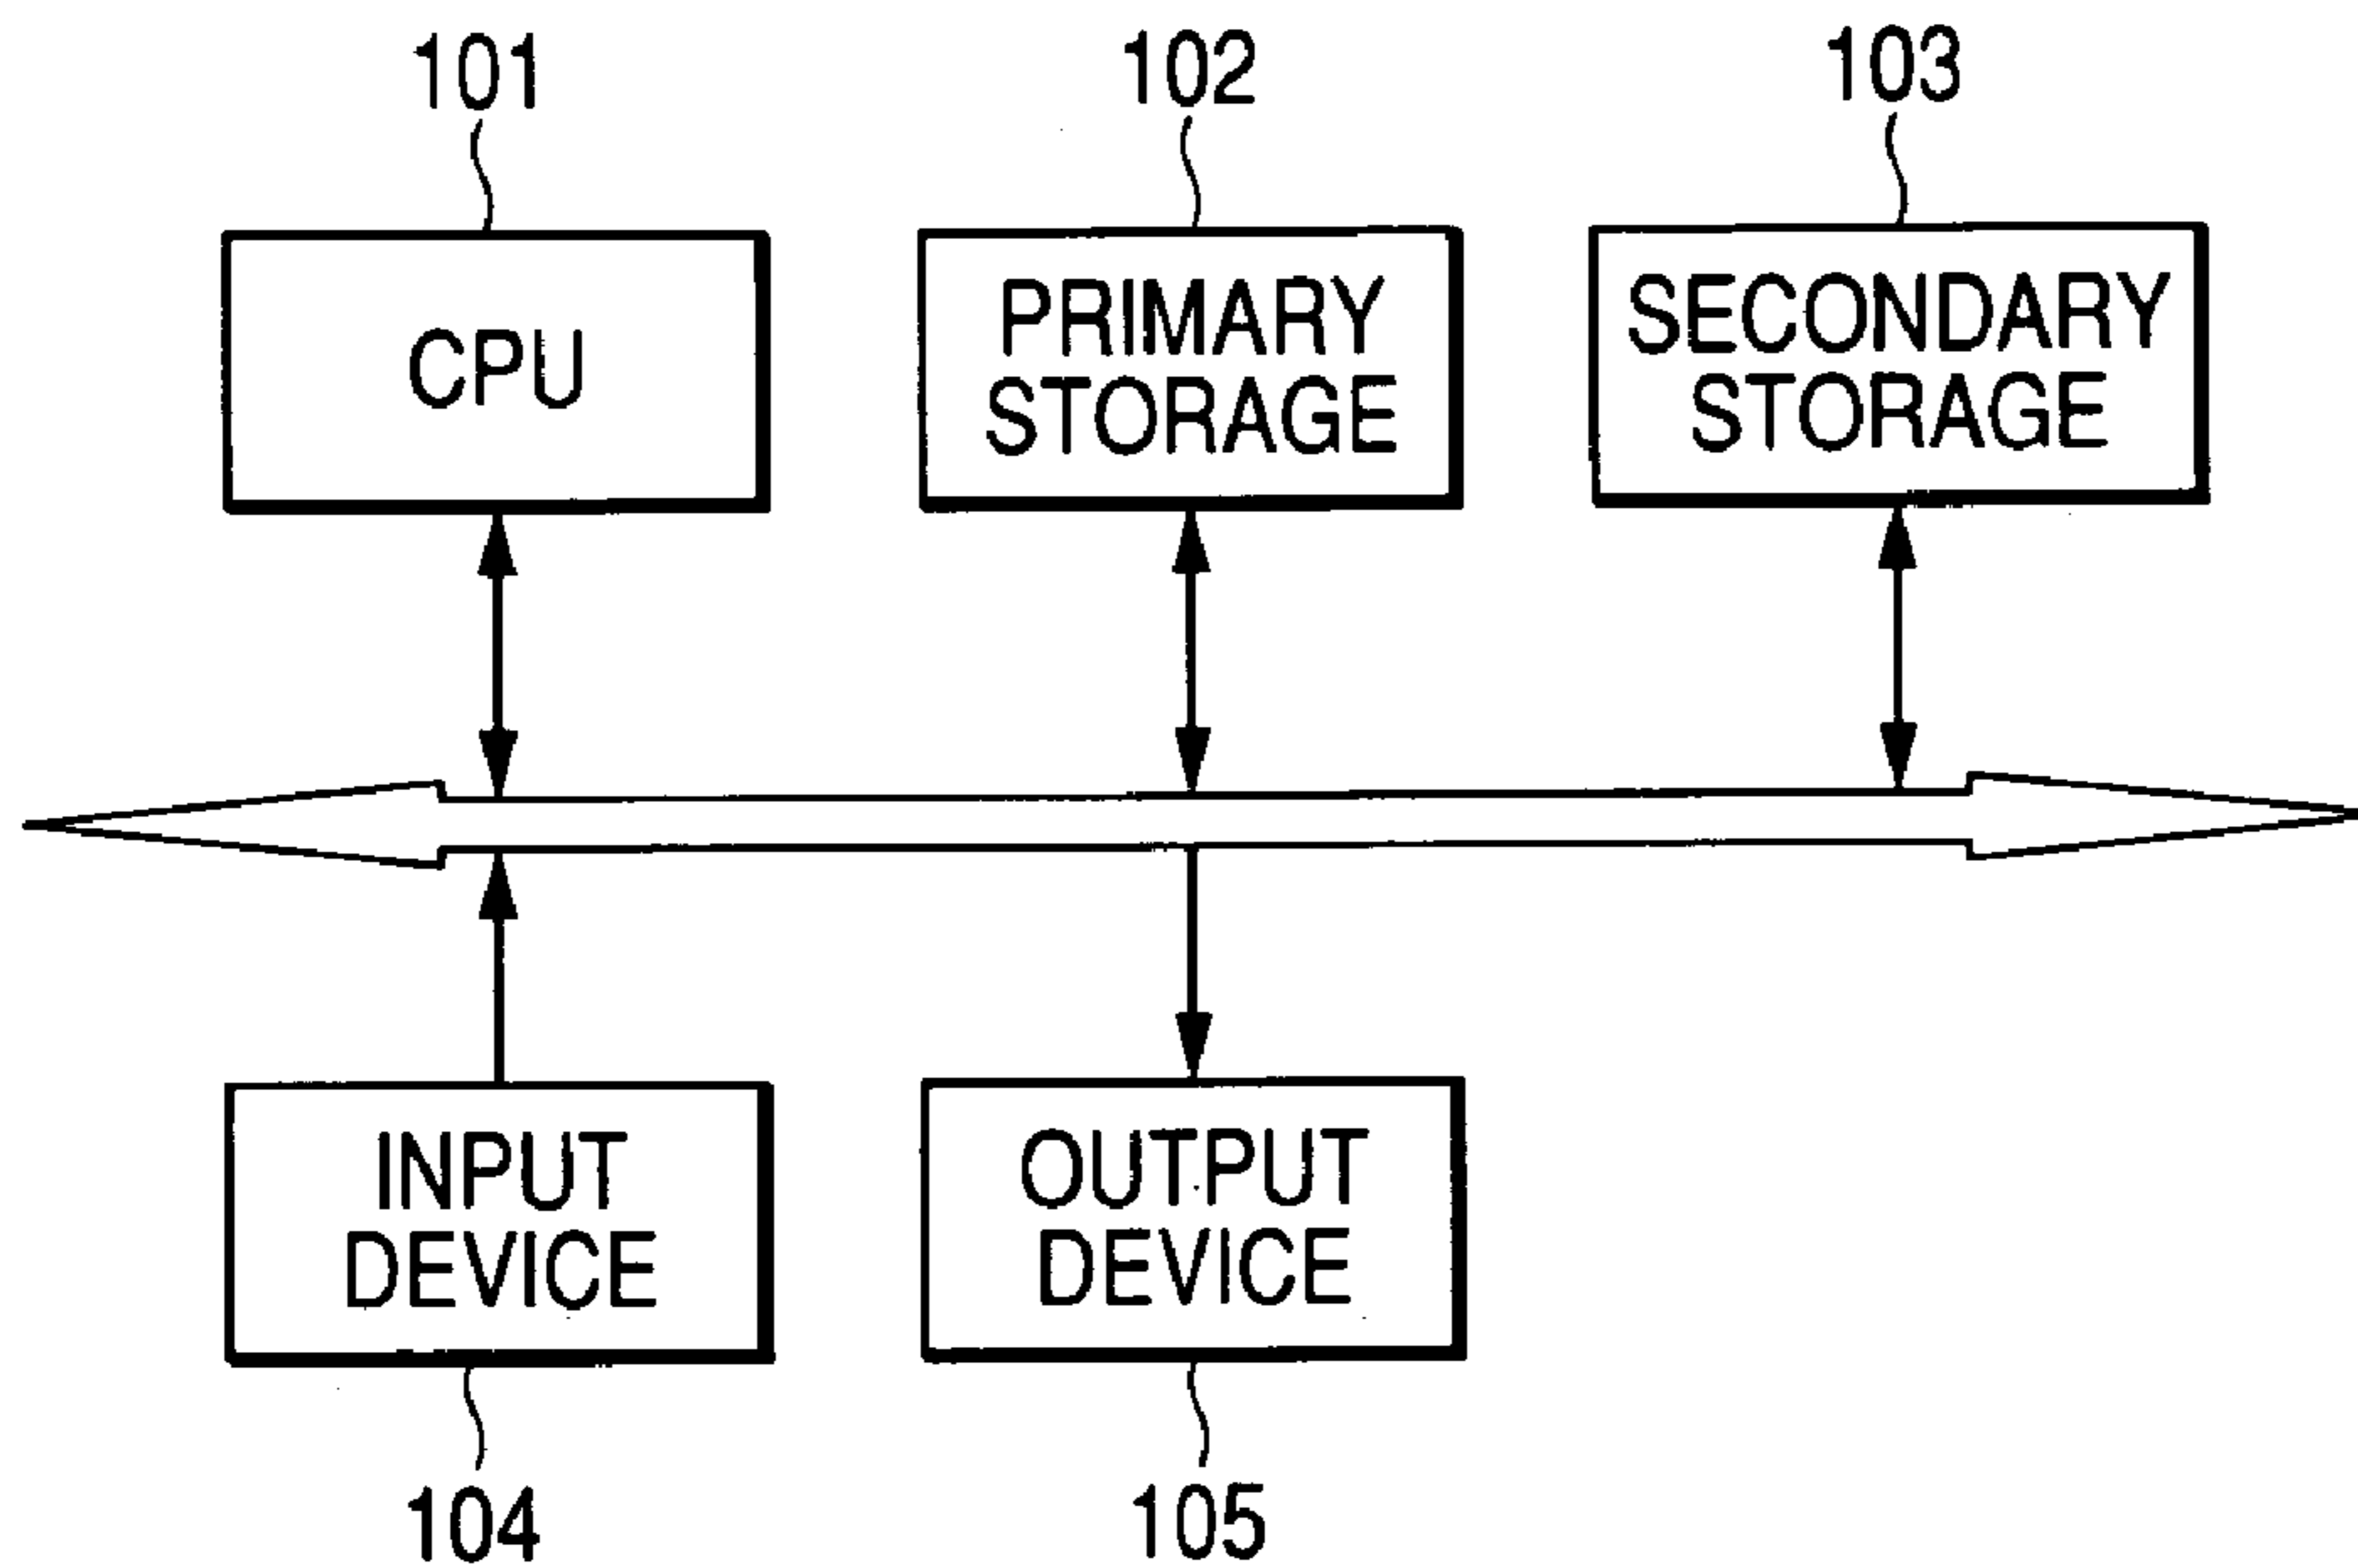 101
102
103
CPU
PRIMARY
STORAGE
SECONDARY
STORAGE
INPUT
DEVICE
OUTPUT
DEVICE
104
105